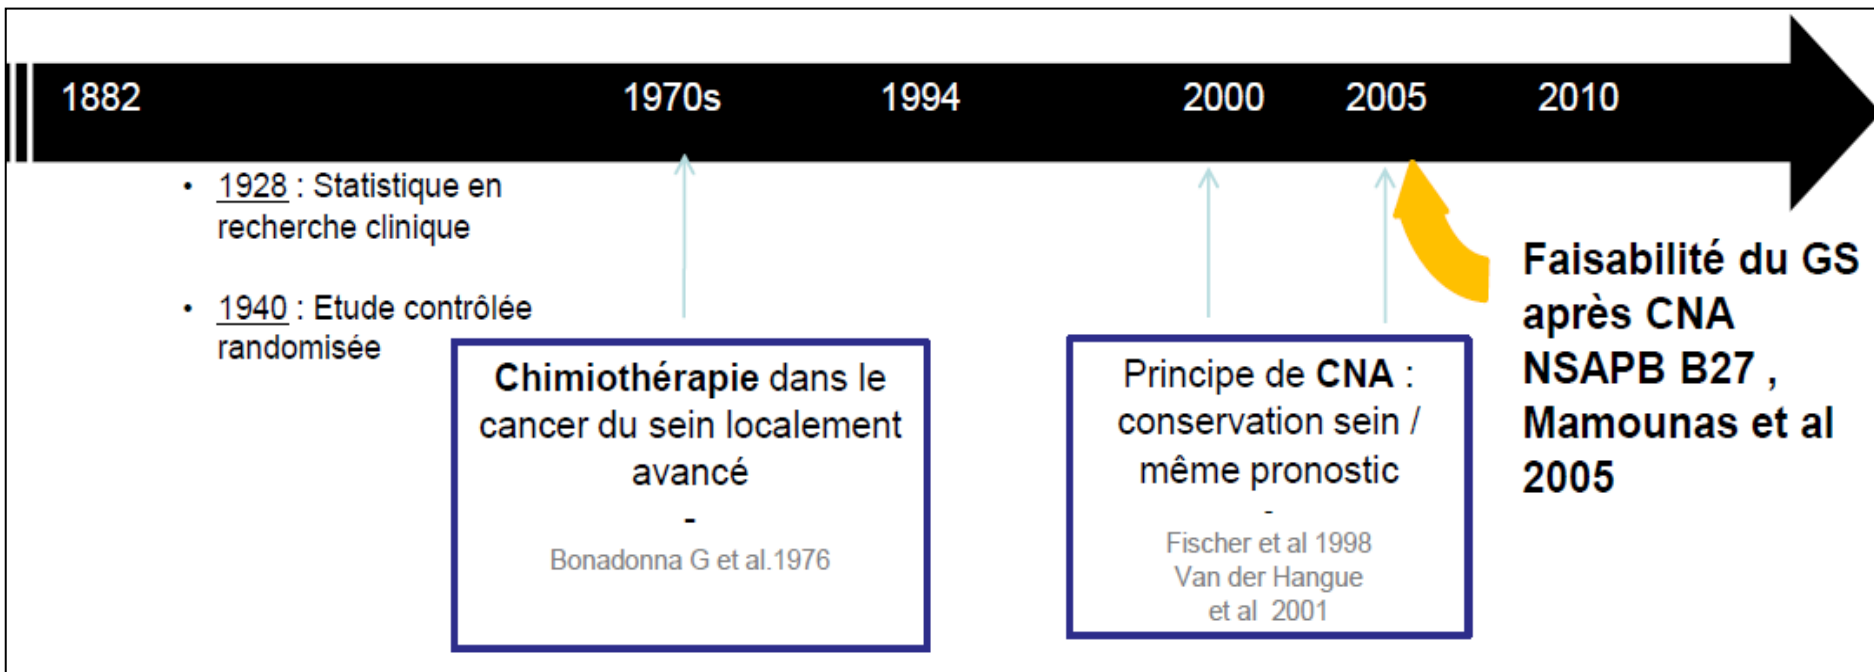 1882 1970s 1994 2000 2005 2010
• 1928 : Statistique en
recherche clinique
• 1940 : Etude contrôlée
randomisée
Chimiothérapie dans le
cancer du sein localement
avancé
-
Bonadonna G et al.1976
Principe de CNA :
conservation sein /
même pronostic
-
Fischer et al 1998
Van der Hangue
et al 2001
Faisabilité du GS
après CNA
NSAPB B27 ,
Mamounas et al
2005